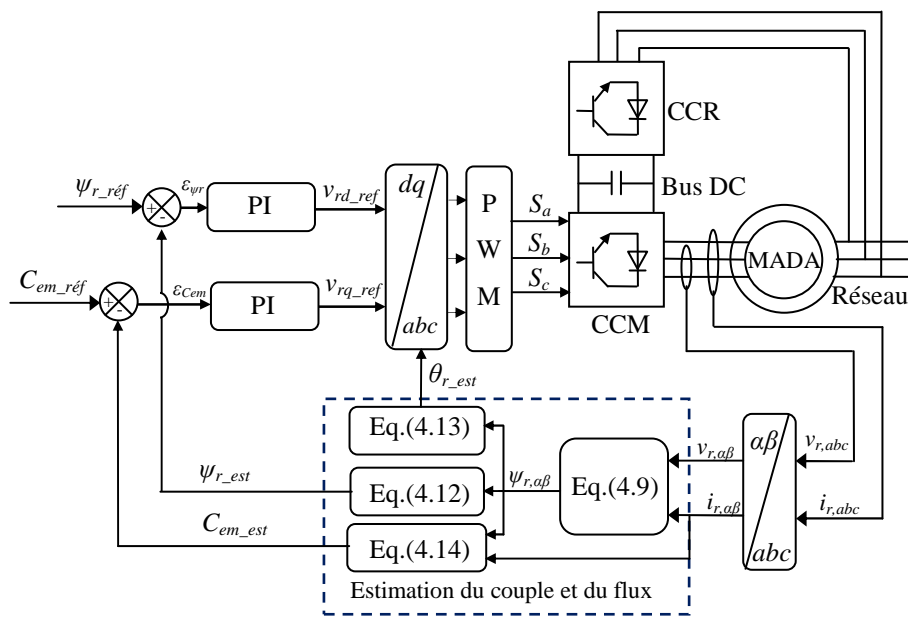 CCR
Bus DC
ψr_réf
+
-
εψr
PI
vrd_ref
dq
abc
P
W
M
Sa
Sb
Sc
CCM
MADA
Réseau
Cem_réf
+
-
εCem
PI
vrq_ref
θr_est
Eq.(4.13)
ψr_est
Eq.(4.12)
ψr,αβ
Eq.(4.9)
vr,αβ
αβ
abc
vr,abc
Cem_est
Eq.(4.14)
ir,αβ
ir,abc
Estimation du couple et du flux